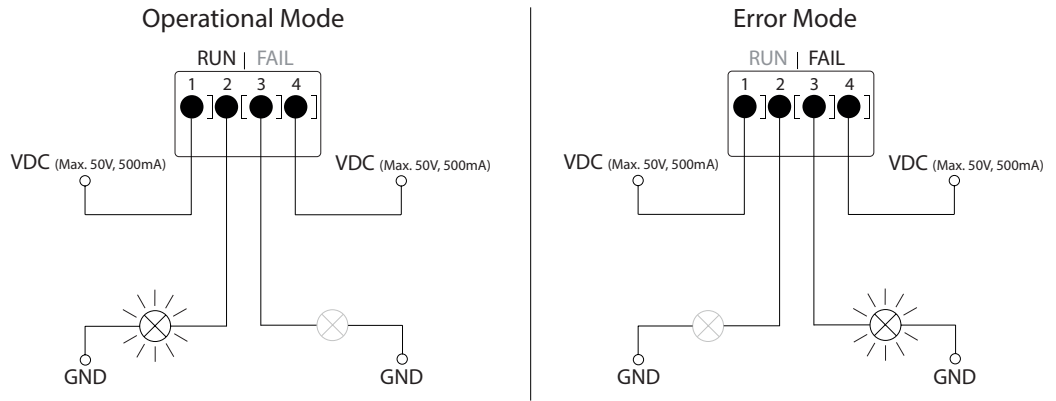 Operational Mode
RUN | FAIL
1 2 3 4
VDC (Max. 50V, 500mA)
VDC (Max. 50V, 500mA)
GND
GND
Error Mode
RUN | FAIL
1 2 3 4
VDC (Max. 50V, 500mA)
VDC (Max. 50V, 500mA)
GND
GND